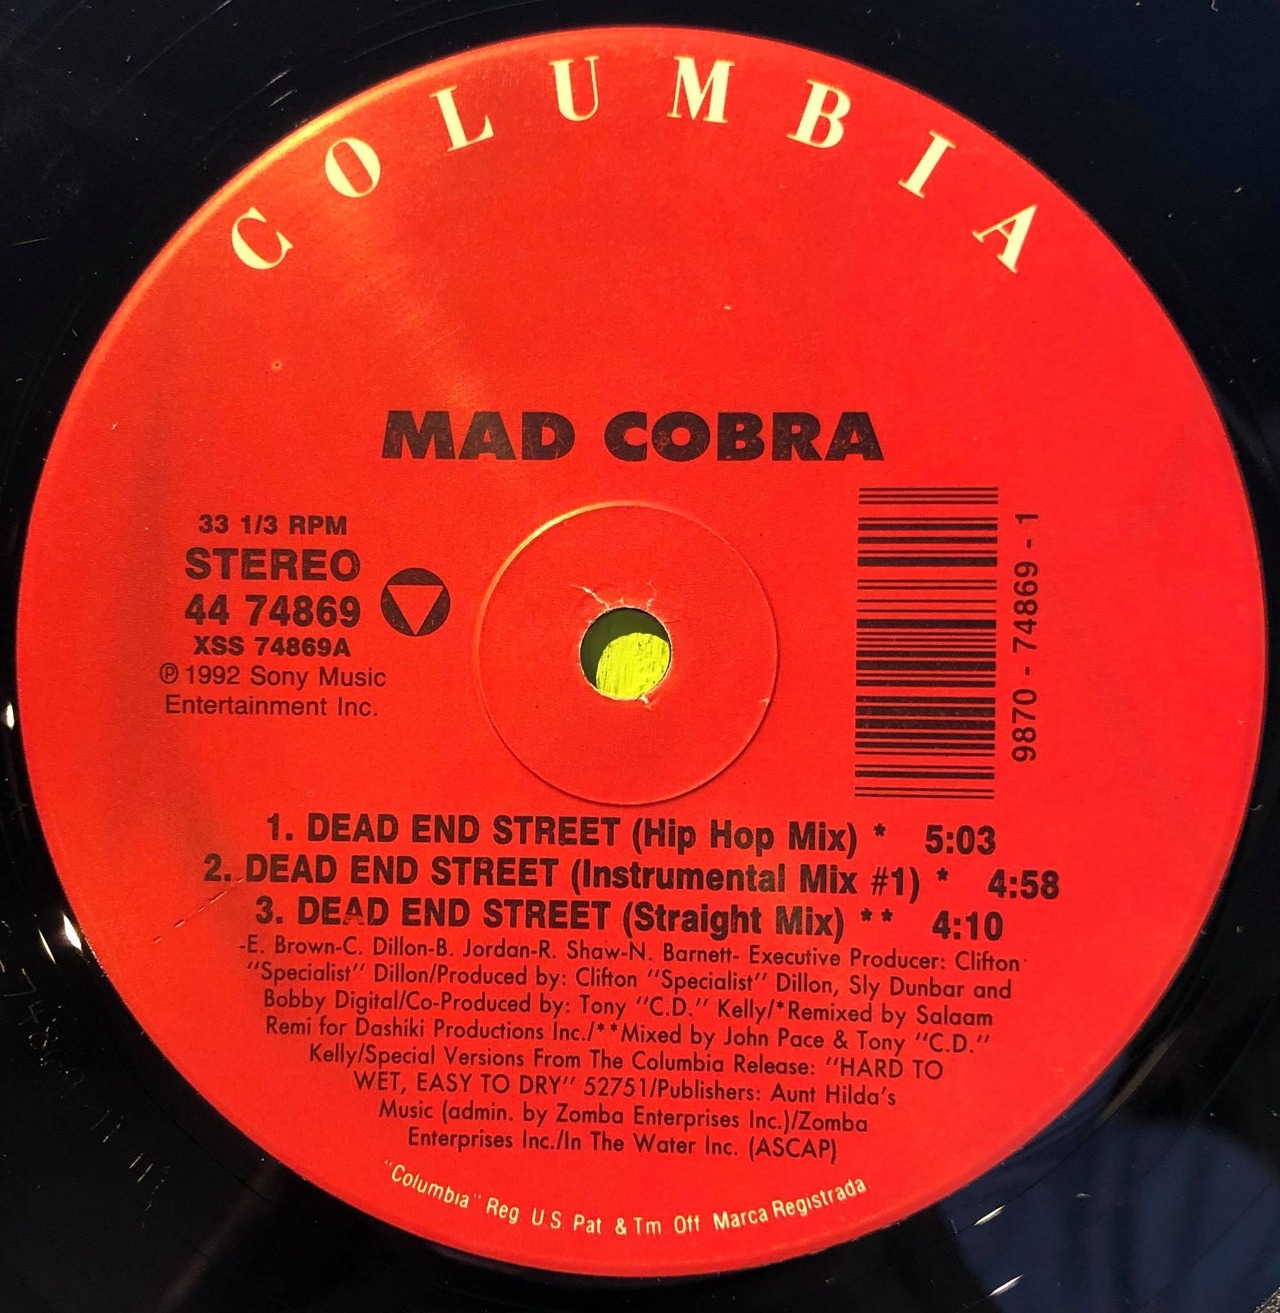 COLUMBIA
MAD COBRA
33 1/3 RPM
STEREO
44 74869
XSS 74869A
℗ 1992 Sony Music
Entertainment Inc.
9870 - 74869 - 1
1. DEAD END STREET (Hip Hop Mix) * 5:03
2. DEAD END STREET (Instrumental Mix #1) * 4:58
3. DEAD END STREET (Straight Mix) ** 4:10
-E. Brown-C. Dillon-B. Jordan-R. Shaw-N. Barnett- Executive Producer: Clifton
"Specialist" Dillon/Produced by: Clifton "Specialist" Dillon, Sly Dunbar and
Bobby Digital/Co-Produced by: Tony "C.D." Kelly/*Remixed by Salaam
Remi for Dashiki Productions Inc./**Mixed by John Pace & Tony "C.D."
Kelly/Special Versions From The Columbia Release: "HARD TO
WET, EASY TO DRY" 52751/Publishers: Aunt Hilda's
Music (admin. by Zomba Enterprises Inc.)/Zomba
Enterprises Inc./In The Water Inc. (ASCAP)
"Columbia" Reg. U.S. Pat. & Tm. Off. Marca Registrada